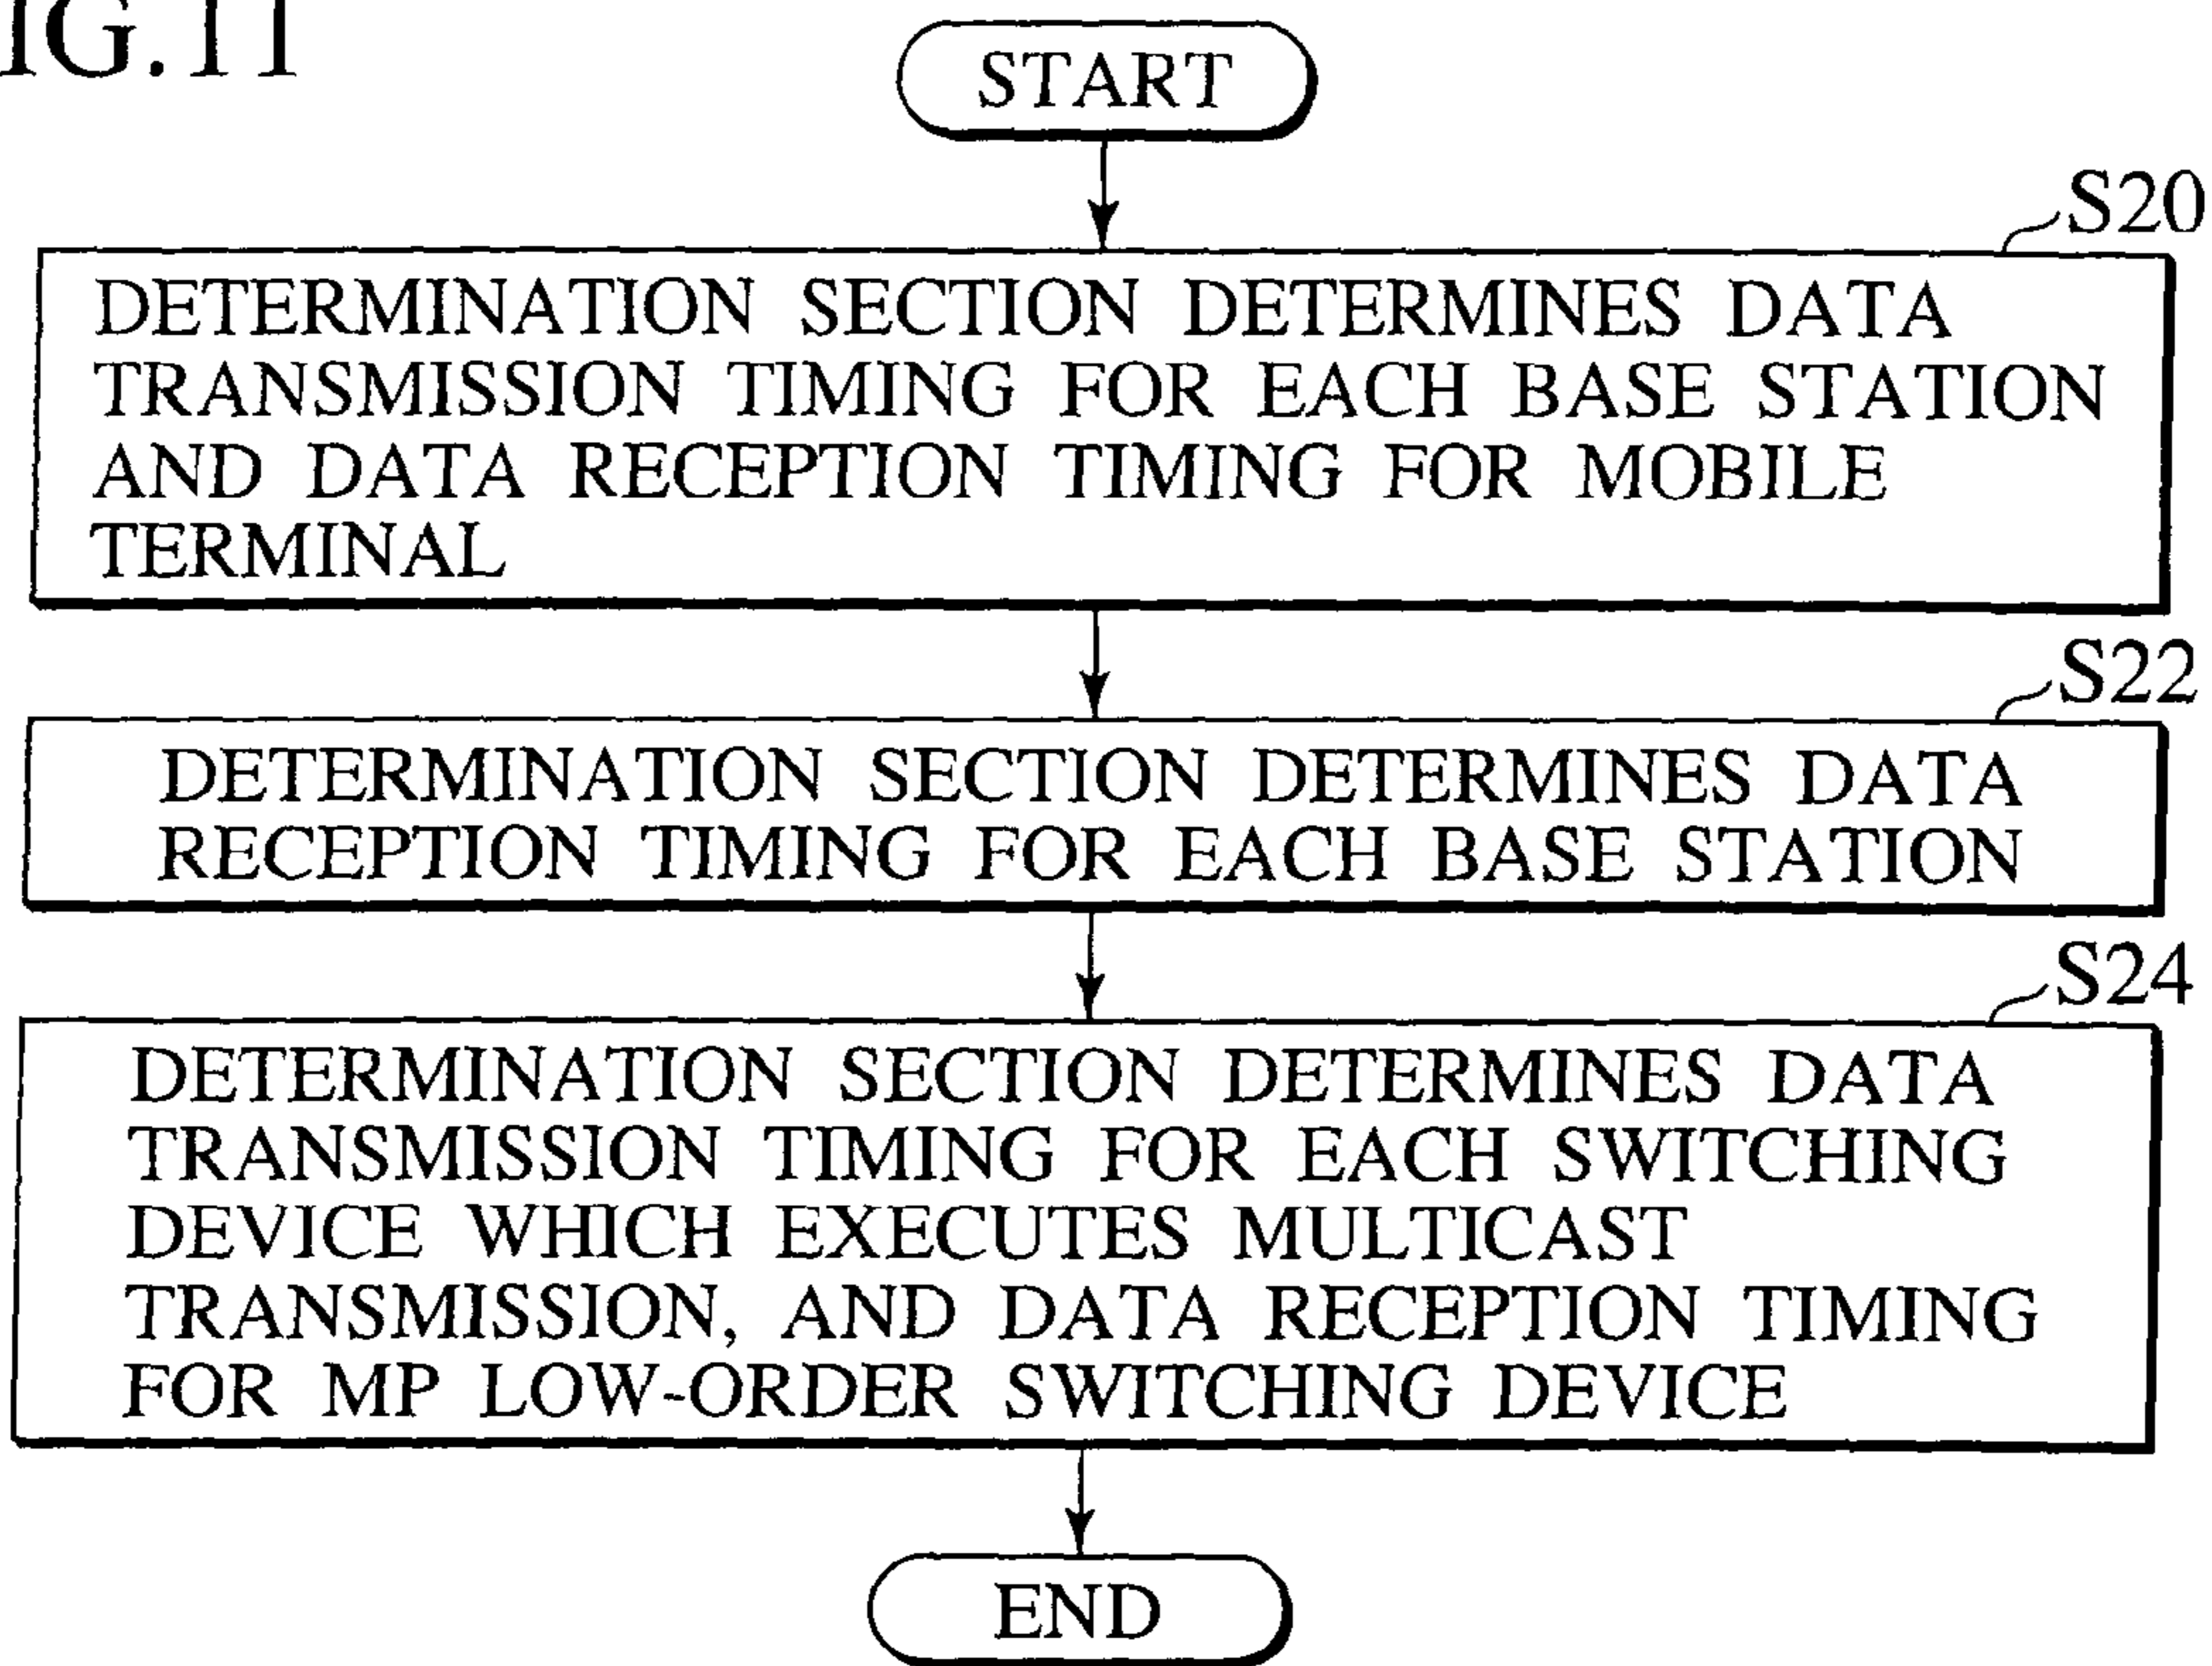 IG.11
START
S20
DETERMINATION SECTION DETERMINES DATA
TRANSMISSION TIMING FOR EACH BASE STATION
AND DATA RECEPTION TIMING FOR MOBILE
TERMINAL
S22
DETERMINATION SECTION DETERMINES DATA
RECEPTION TIMING FOR EACH BASE STATION
S24
DETERMINATION SECTION DETERMINES DATA
TRANSMISSION TIMING FOR EACH SWITCHING
DEVICE WHICH EXECUTES MULTICAST
TRANSMISSION, AND DATA RECEPTION TIMING
FOR MP LOW-ORDER SWITCHING DEVICE
END